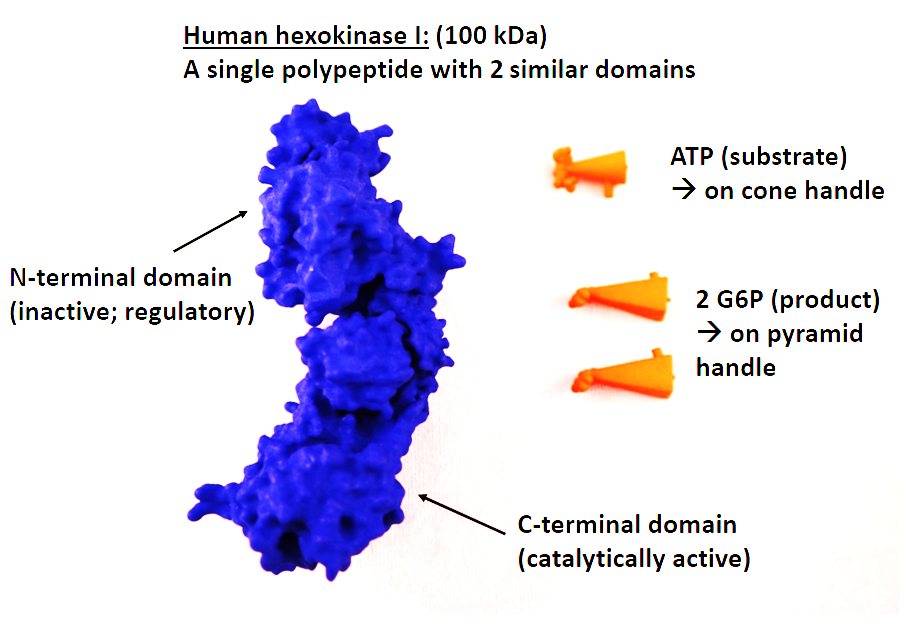 Human hexokinase I: (100 kDa)
A single polypeptide with 2 similar domains
ATP (substrate)
→ on cone handle
N-terminal domain
(inactive; regulatory)
2 G6P (product)
→ on pyramid
handle
C-terminal domain
(catalytically active)